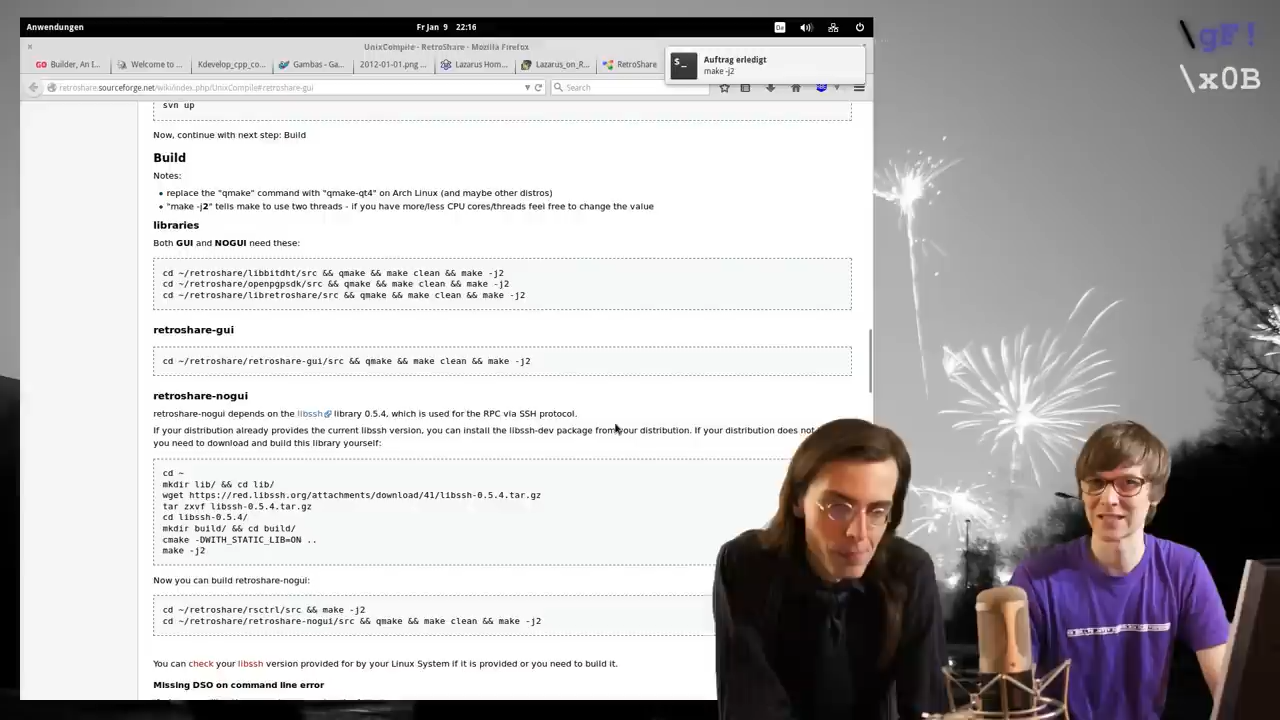 Anwendungen
Fr Jan 9 22:16
\gF!
\x0B
UnixCompile - RetroShare - Mozilla Firefox
Builder, An I...
Welcome to ...
Kdevelop_cpp_co...
Gambas - Ga...
2012-01-01.png ...
Lazarus Hom...
Lazarus_on_R...
RetroShare
Auftrag erledigt
make -j2
retroshare.sourceforge.net/wiki/index.php/UnixCompile#retroshare-gui
Search
svn up
Now, continue with next step: Build
Build
Notes:
replace the "qmake" command with "qmake-qt4" on Arch Linux (and maybe other distros)
"make -j2" tells make to use two threads - if you have more/less CPU cores/threads feel free to change the value
libraries
Both GUI and NOGUI need these:
cd ~/retroshare/libbitdht/src && qmake && make clean && make -j2
cd ~/retroshare/openpgpsdk/src && qmake && make clean && make -j2
cd ~/retroshare/libretroshare/src && qmake && make clean && make -j2
retroshare-gui
cd ~/retroshare/retroshare-gui/src && qmake && make clean && make -j2
retroshare-nogui
retroshare-nogui depends on the libssh library 0.5.4, which is used for the RPC via SSH protocol.
If your distribution already provides the current libssh version, you can install the libssh-dev package from your distribution. If your distribution does not
you need to download and build this library yourself:
cd ~
mkdir lib/ && cd lib/
wget https://red.libssh.org/attachments/download/41/libssh-0.5.4.tar.gz
tar zxvf libssh-0.5.4.tar.gz
cd libssh-0.5.4/
mkdir build/ && cd build/
cmake -DWITH_STATIC_LIB=ON ..
make -j2
Now you can build retroshare-nogui:
cd ~/retroshare/rsctrl/src && make -j2
cd ~/retroshare/retroshare-nogui/src && qmake && make clean && make -j2
You can check your libssh version provided for by your Linux System if it is provided or you need to build it.
Missing DSO on command line error